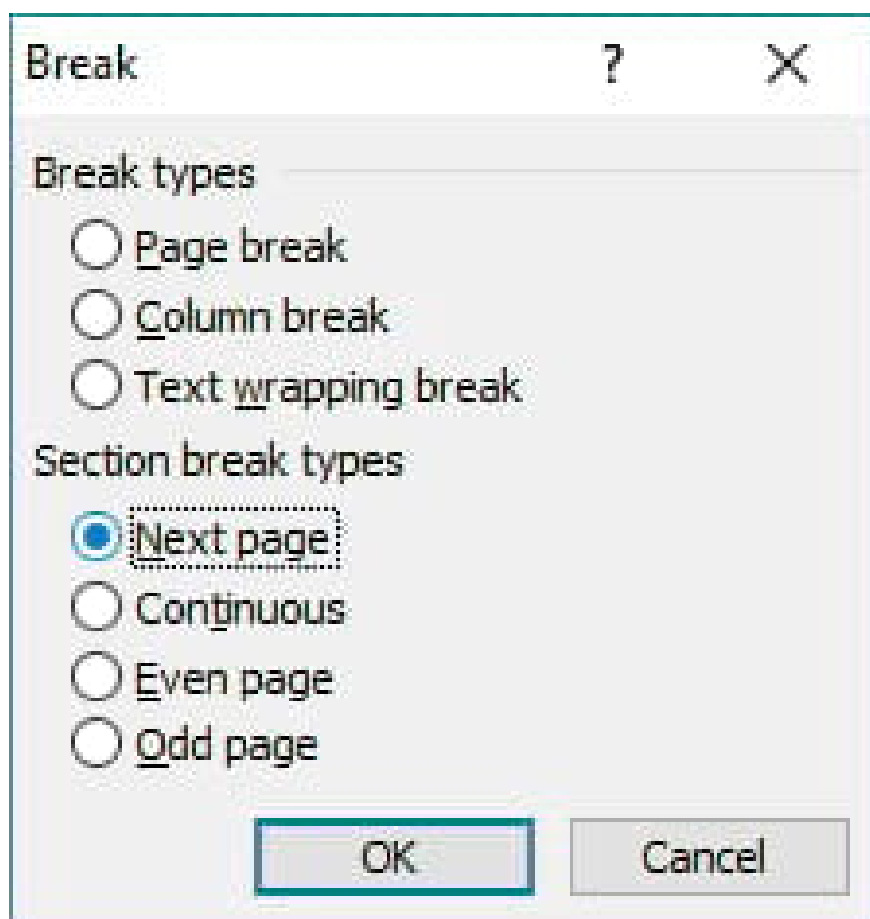 Break ?
Break types
Page break
Column break
Text wrapping break
Section break types
Next page
Continuous
Even page
Odd page
OK Cancel